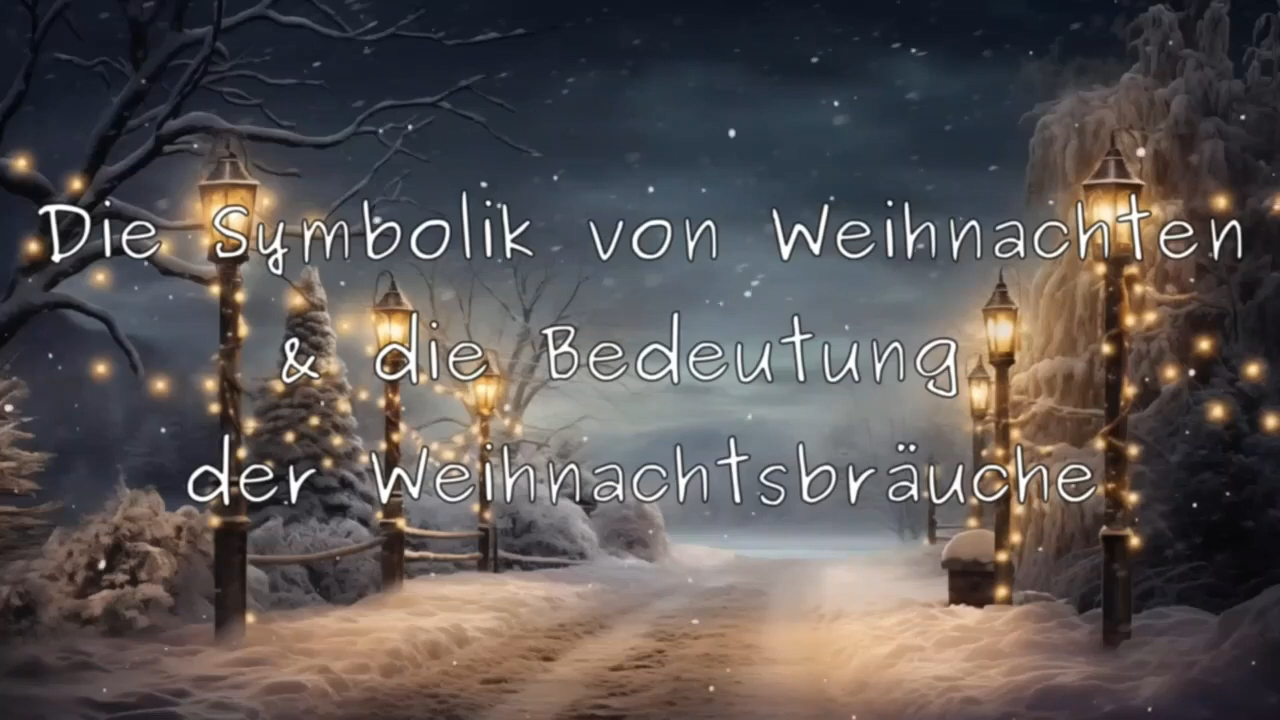 Die Symbolik von Weihnachten
& die Bedeutung
der Weihnachtsbräuche